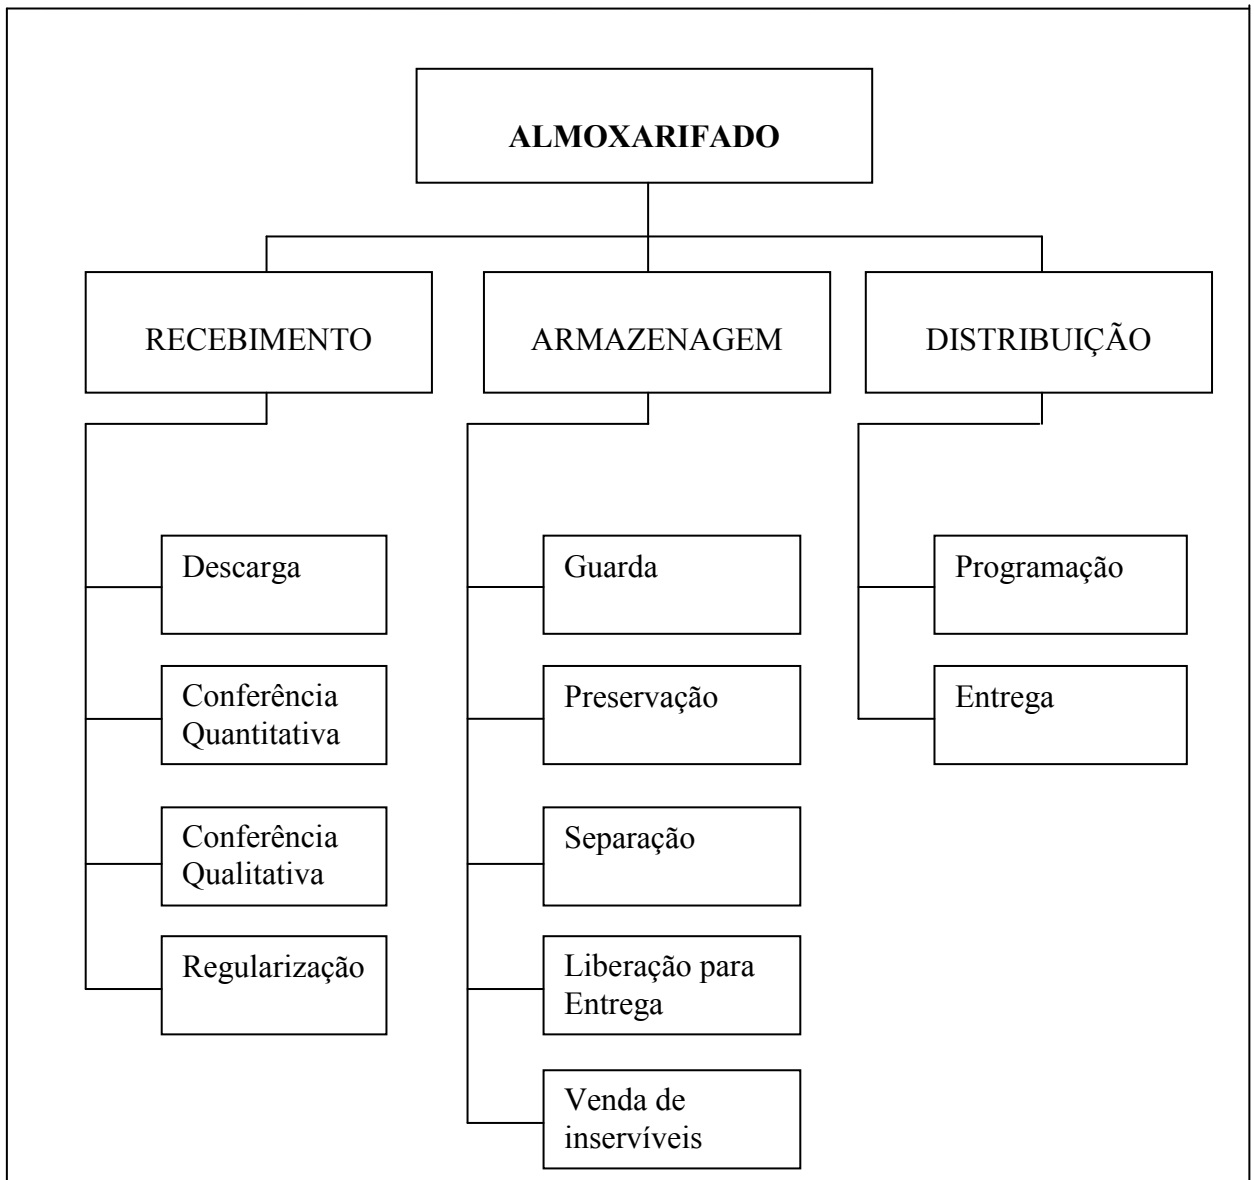 ALMOXARIFADO
RECEBIMENTO
ARMAZENAGEM
DISTRIBUIÇÃO
Descarga
Conferência
Quantitativa
Conferência
Qualitativa
Regularização
Guarda
Preservação
Separação
Liberação para
Entrega
Venda de
inservíveis
Programação
Entrega